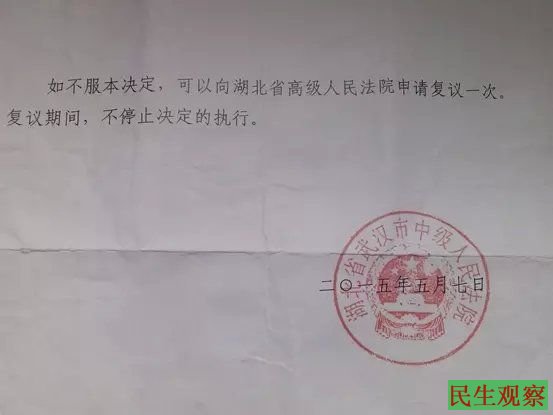 如不服本决定，可以向湖北省高级人民法院申请复议一次。
复议期间，不停止决定的执行。
湖北省武汉市中级人民法院
二〇一五年五月七日
民生观察